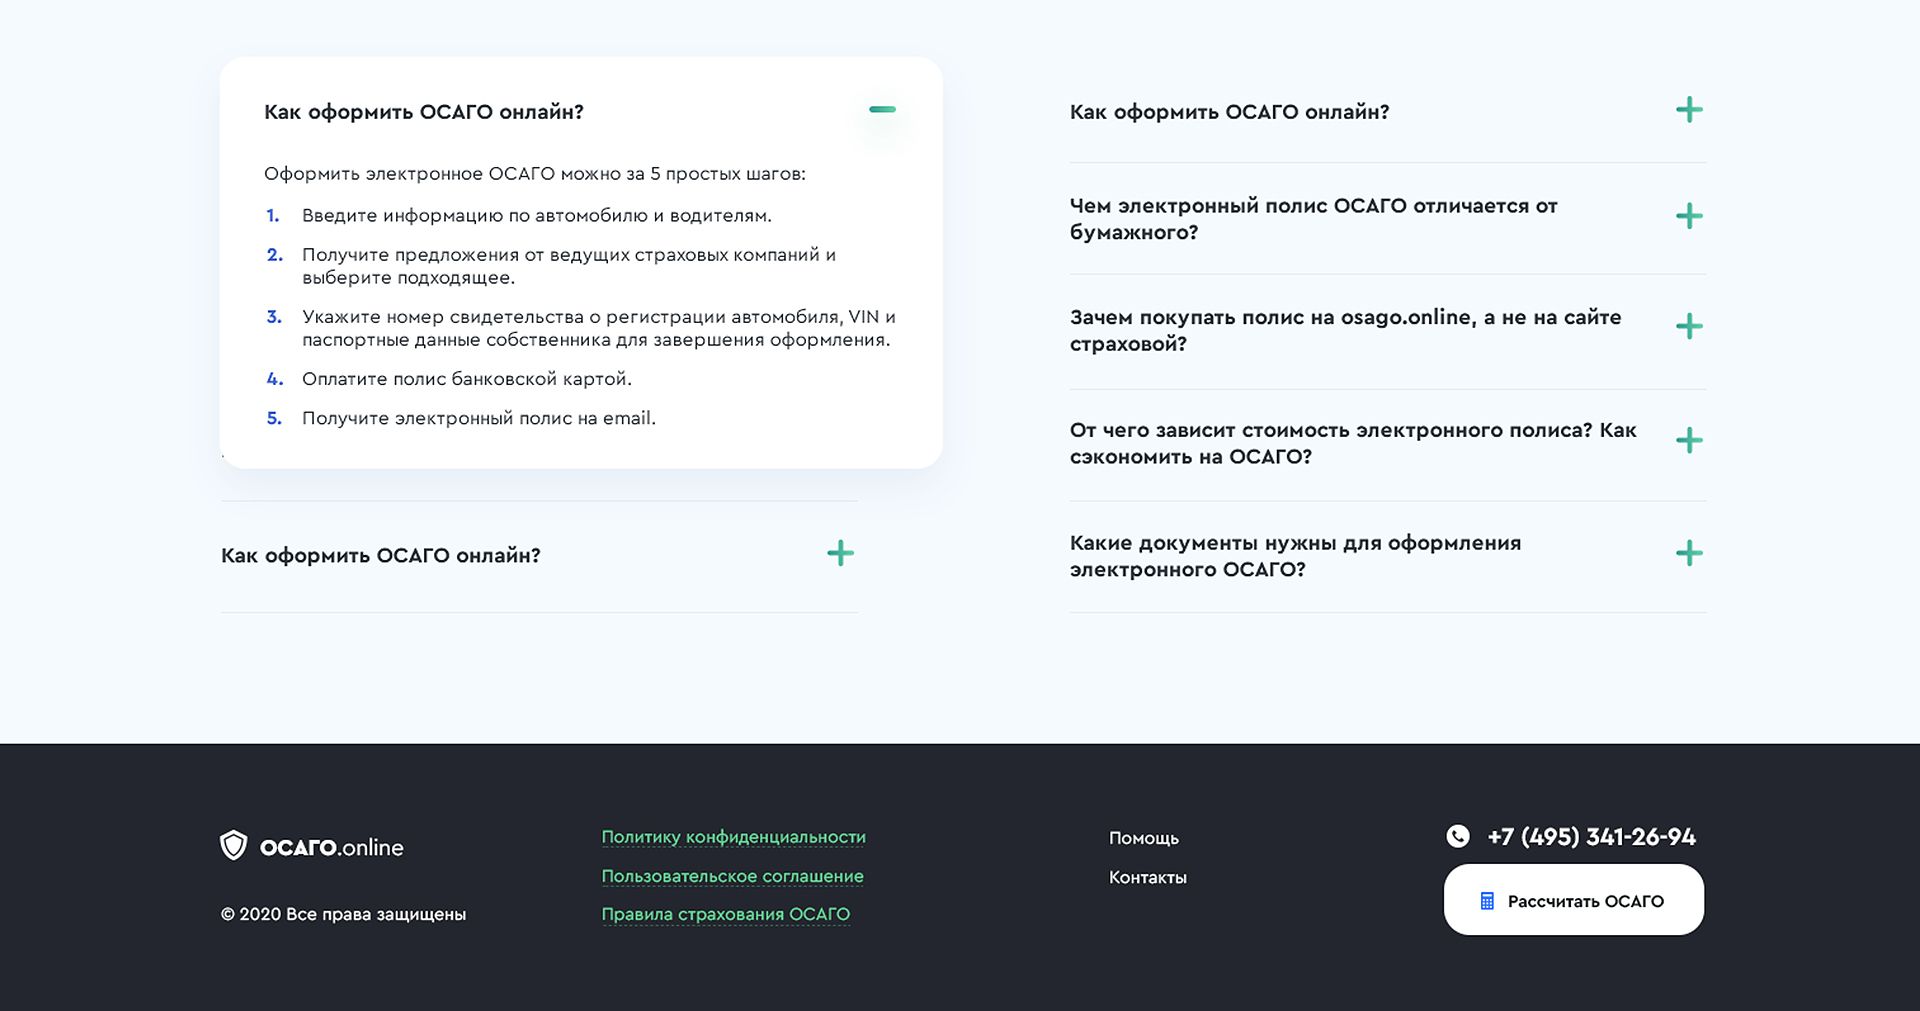 Как оформить ОСАГО онлайн?
Оформить электронное ОСАГО можно за 5 простых шагов:
1. Введите информацию по автомобилю и водителям.
2. Получите предложения от ведущих страховых компаний и
выберите подходящее.
3. Укажите номер свидетельства о регистрации автомобиля, VIN и
паспортные данные собственника для завершения оформления.
4. Оплатите полис банковской картой.
5. Получите электронный полис на email.
Как оформить ОСАГО онлайн?
Как оформить ОСАГО онлайн?
Чем электронный полис ОСАГО отличается от
бумажного?
Зачем покупать полис на osago.online, а не на сайте
страховой?
От чего зависит стоимость электронного полиса? Как
сэкономить на ОСАГО?
Какие документы нужны для оформления
электронного ОСАГО?
ОСАГО.online
© 2020 Все права защищены
Политику конфиденциальности
Пользовательское соглашение
Правила страхования ОСАГО
Помощь
Контакты
+7 (495) 341-26-94
Рассчитать ОСАГО